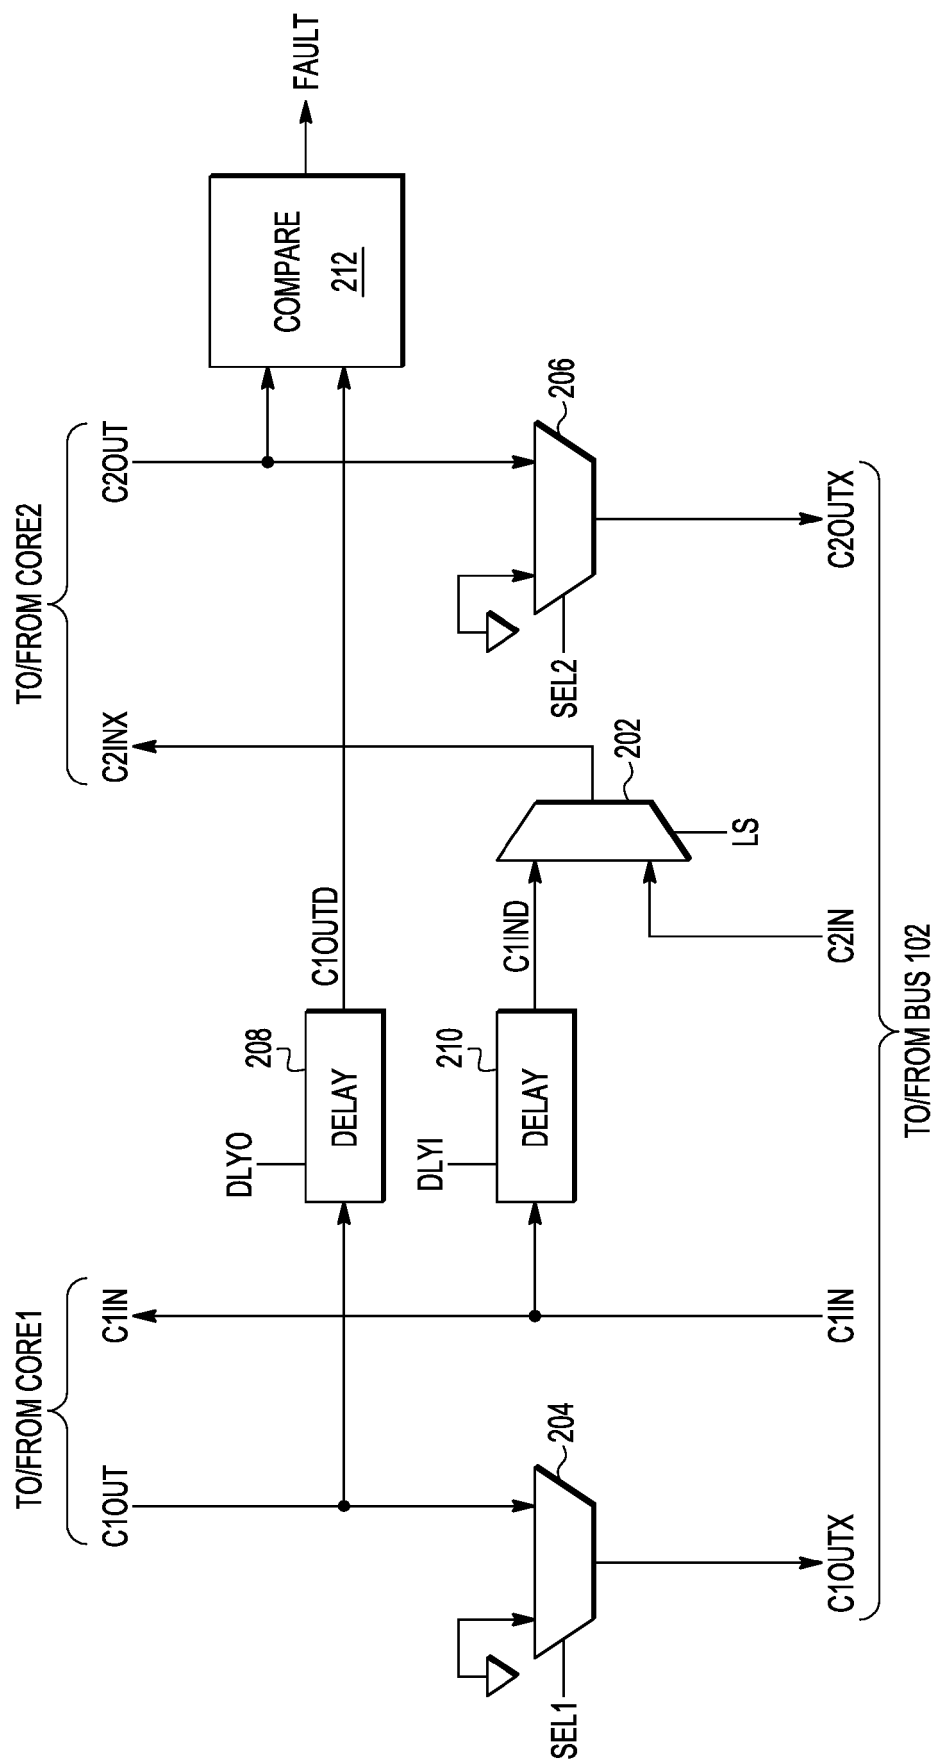 TO/FROM CORE1
TO/FROM CORE2
C1OUT
C1IN
C2INX
C2OUT
FAULT
COMPARE
212
DLYO
208
DELAY
C1OUTD
DLYI
210
DELAY
C1IND
204
SEL1
202
LS
206
SEL2
C1OUTX
C1IN
C2IN
C2OUTX
TO/FROM BUS 102